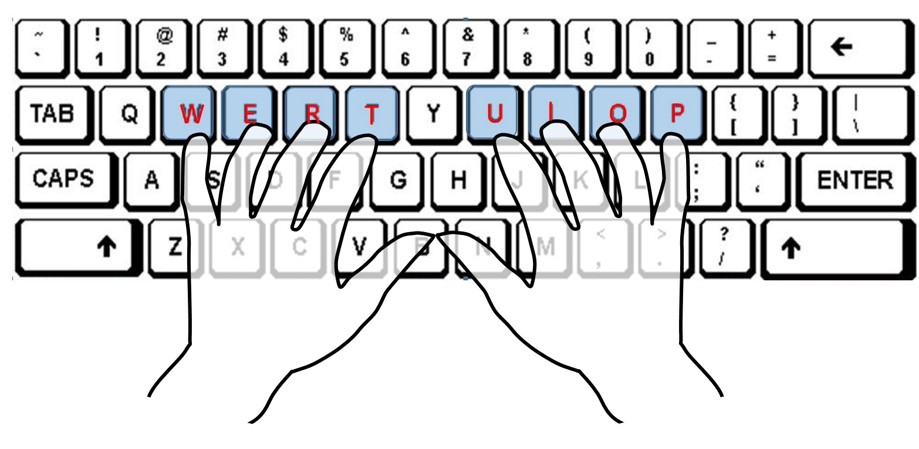 ~ ! @ # $ % ^ & * ( ) _ +
` 1 2 3 4 5 6 7 8 9 0 - = ←
TAB Q W E R T Y U I O P { } |
[ ] \
CAPS A S D F G H J K L : “ ENTER
; ‘
↑ Z X C V B N M < > ? ↑
, . /